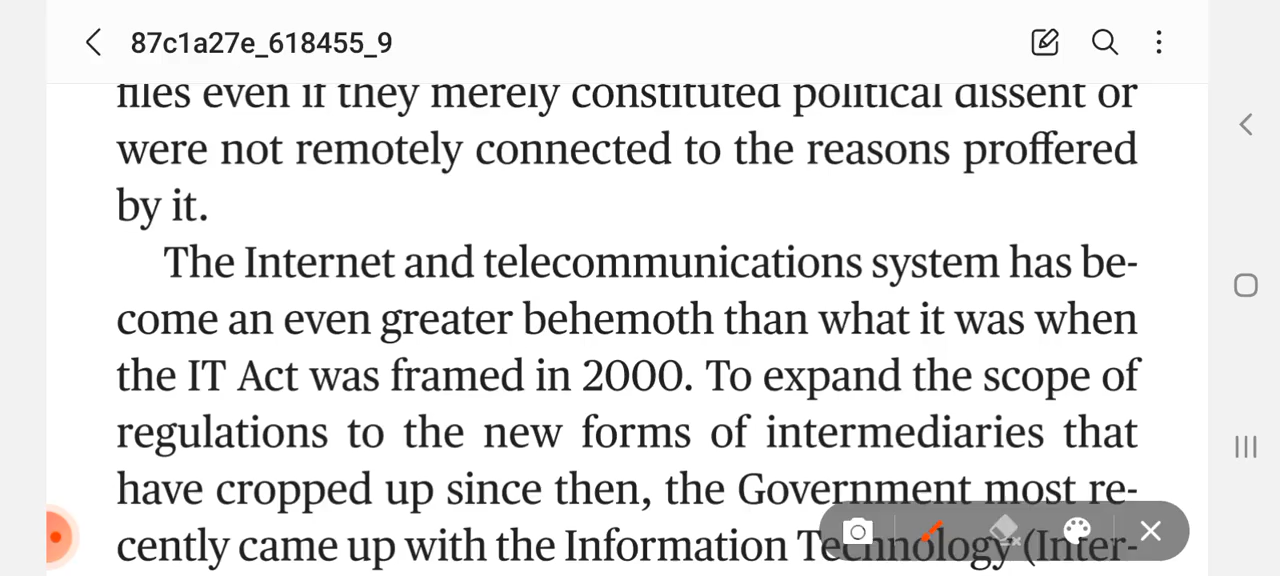 87c1a27e_618455_9
files even if they merely constituted political dissent or
were not remotely connected to the reasons proffered
by it.
The Internet and telecommunications system has be-
come an even greater behemoth than what it was when
the IT Act was framed in 2000. To expand the scope of
regulations to the new forms of intermediaries that
have cropped up since then, the Government most re-
cently came up with the Information Technology (Inter-